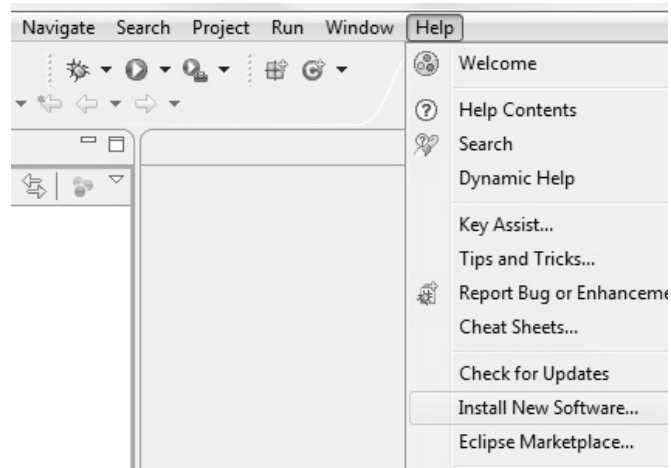 Navigate Search Project Run Window Help
Welcome
Help Contents
Search
Dynamic Help
Key Assist...
Tips and Tricks...
Report Bug or Enhanceme
Cheat Sheets...
Check for Updates
Install New Software...
Eclipse Marketplace...